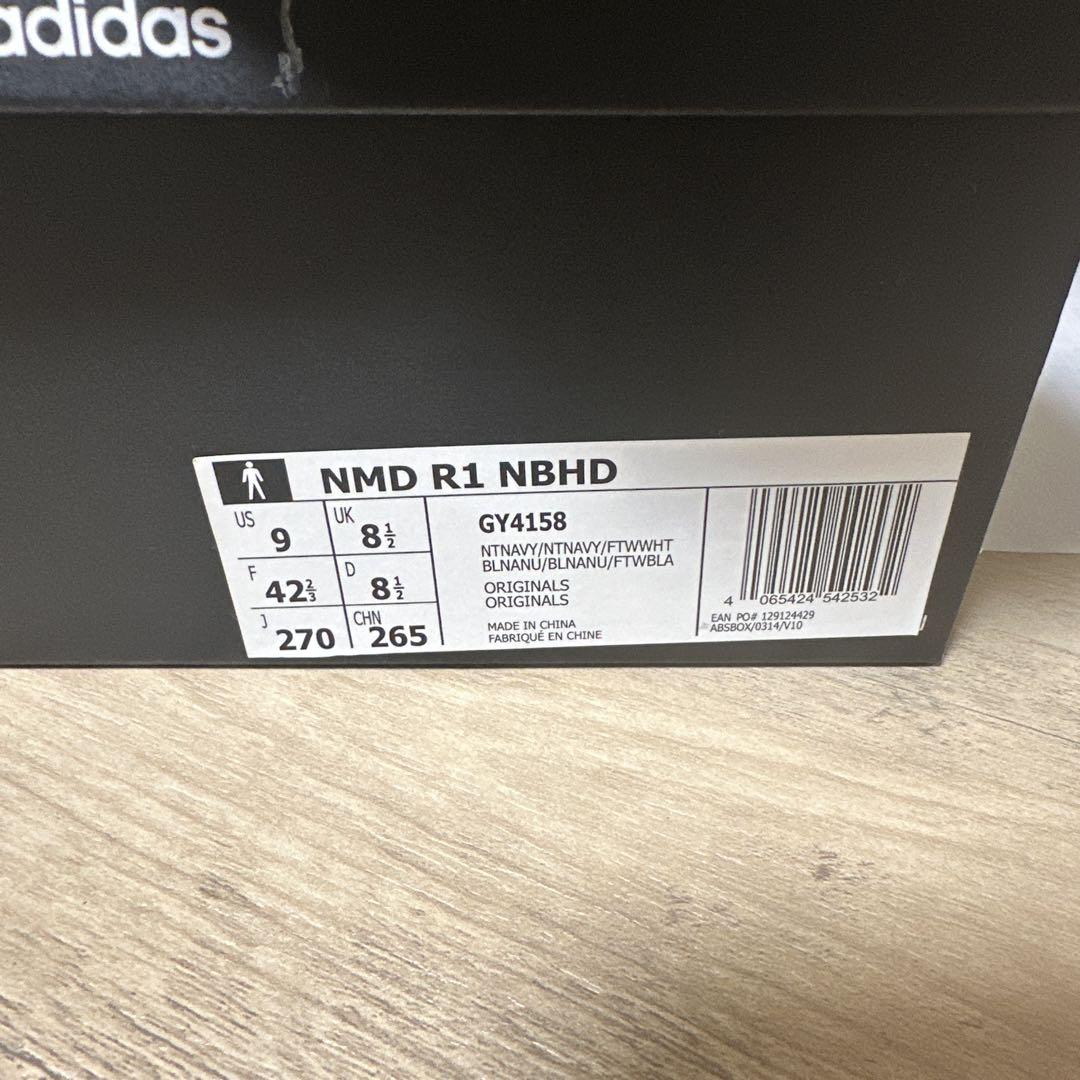 adidas
NMD R1 NBHD
US 9 UK 8½
F 42⅔ D 8½
J 270 CHN 265
GY4158
NTNAVY/NTNAVY/FTWWHT
BLNANU/BLNANU/FTWBLA
ORIGINALS
ORIGINALS
MADE IN CHINA
FABRIQUÉ EN CHINE
4 065424 542532
EAN PO# 129124429
ABSBOX/0314/V10